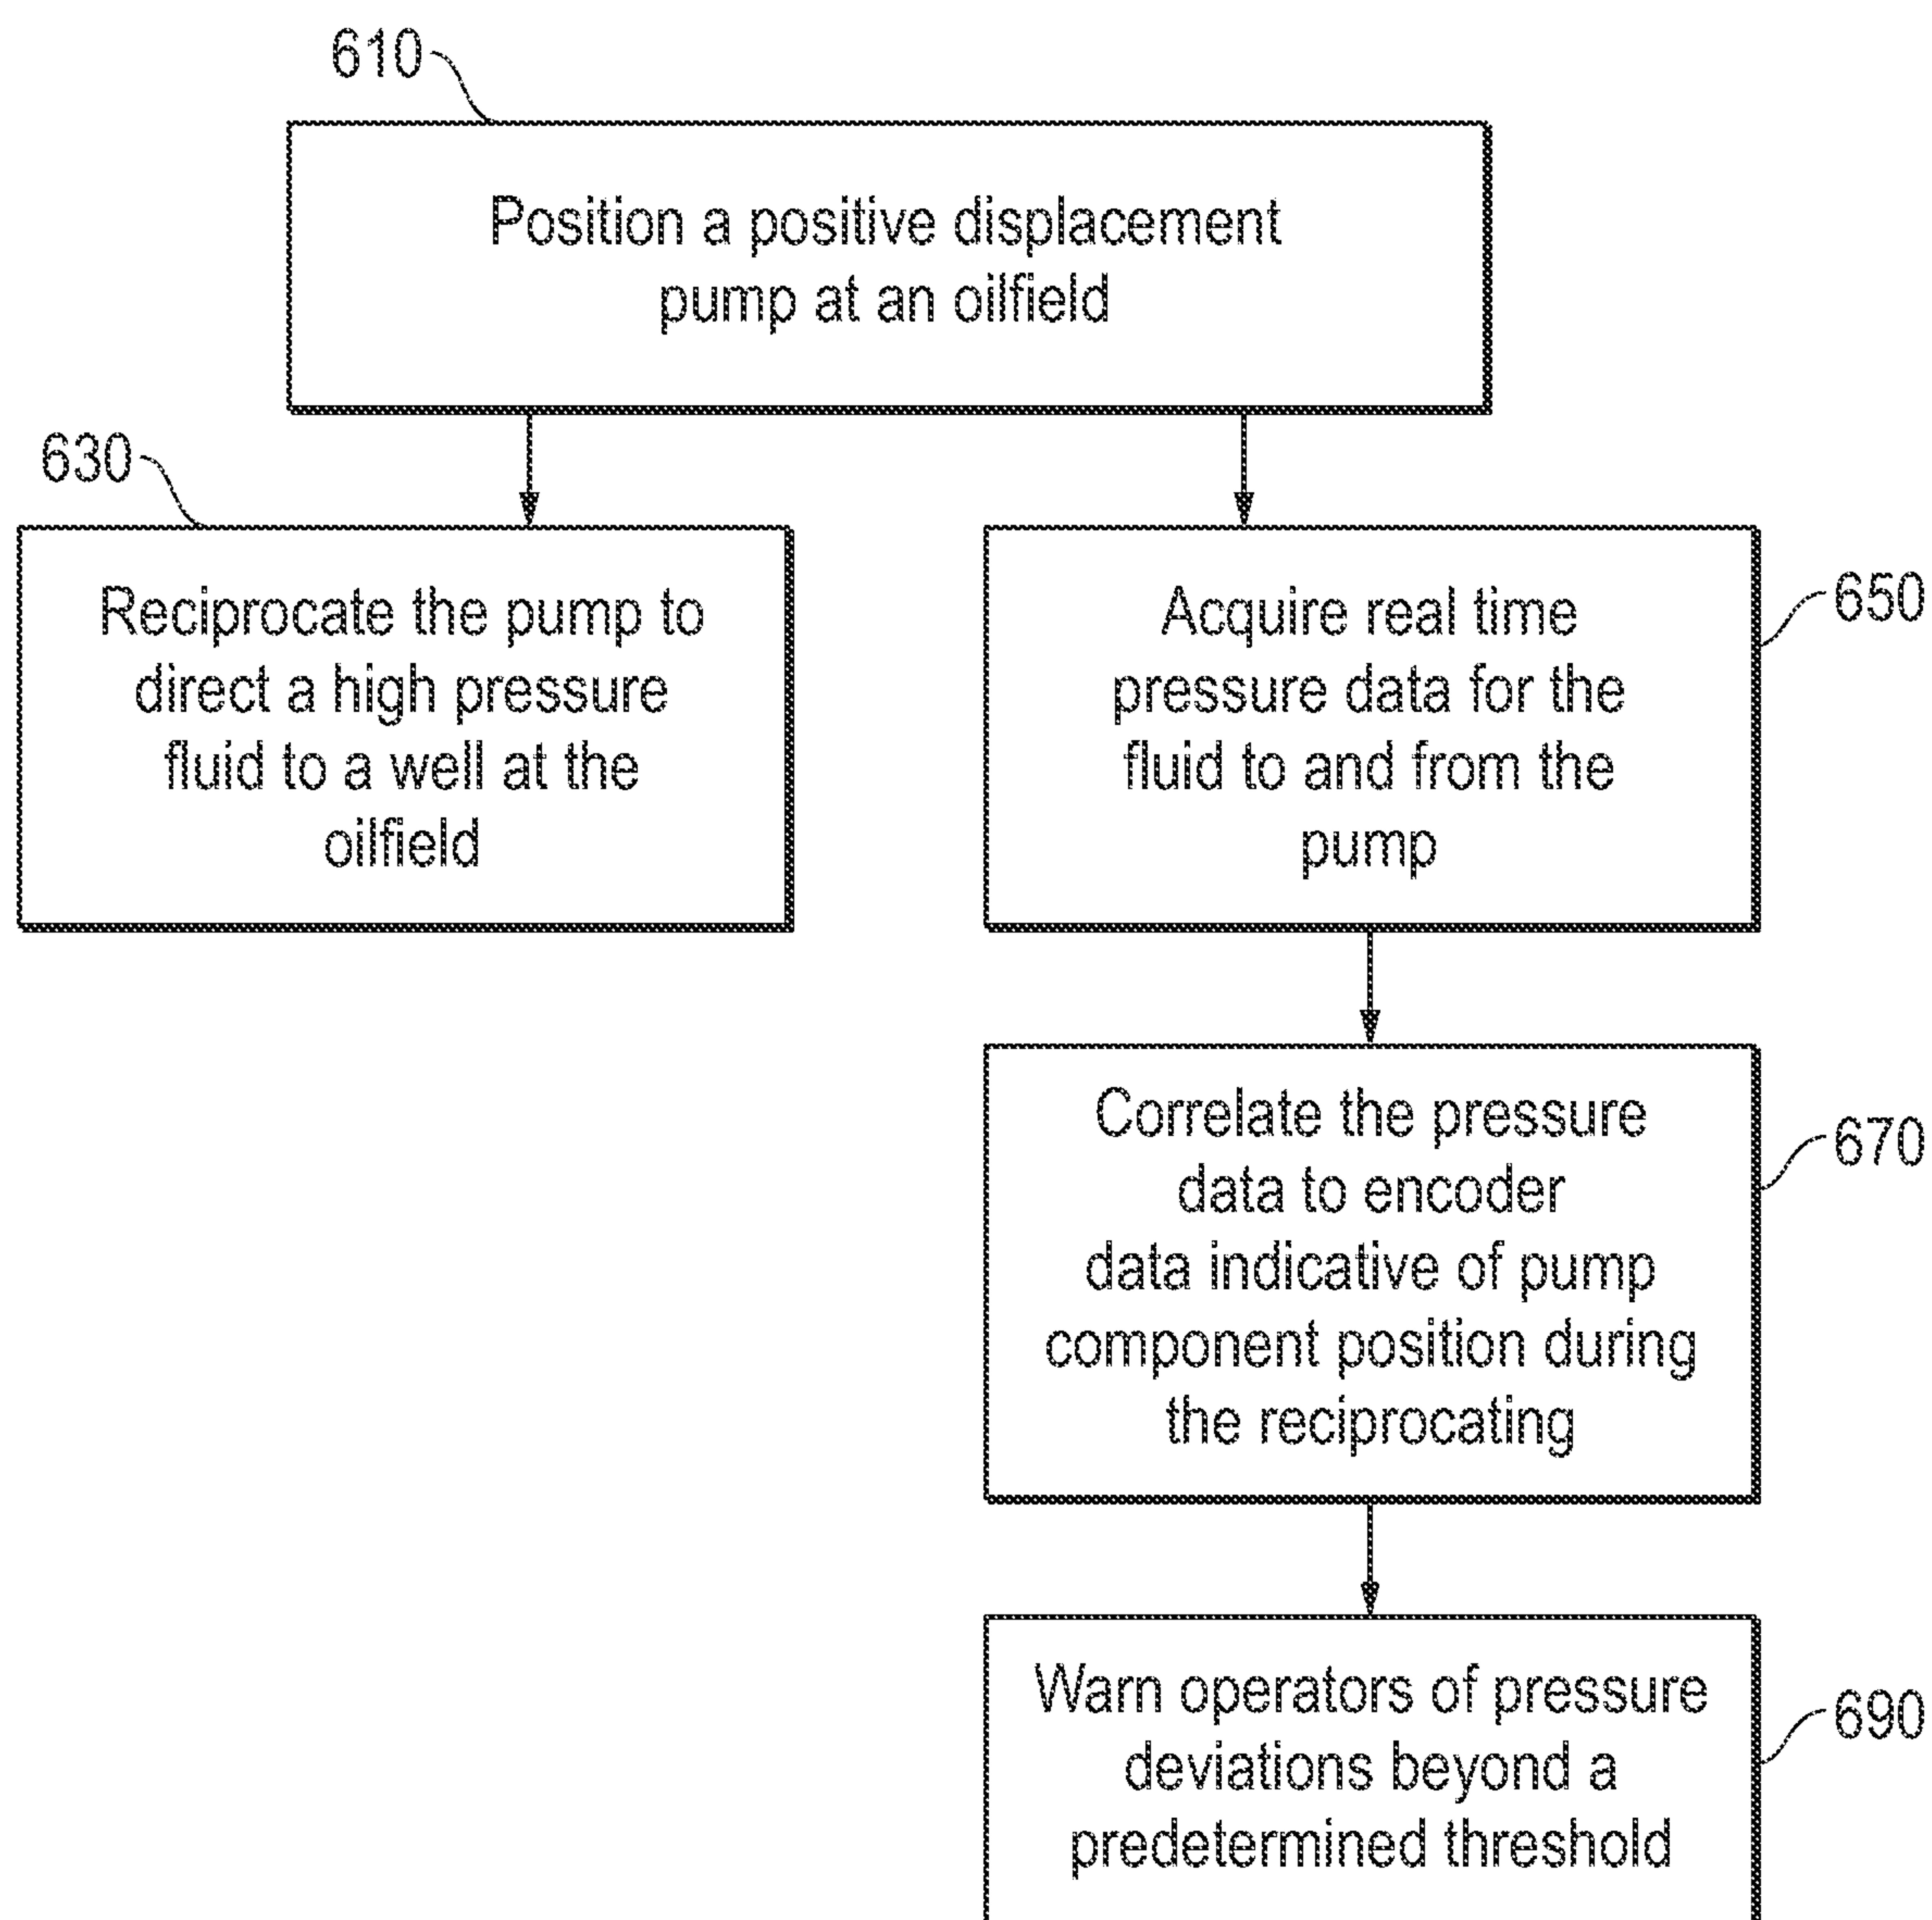 610
Position a positive displacement
pump at an oilfield
630
Reciprocate the pump to
direct a high pressure
fluid to a well at the
oilfield
Acquire real time
pressure data for the
fluid to and from the
pump
650
Correlate the pressure
data to encoder
data indicative of pump
component position during
the reciprocating
670
Warn operators of pressure
deviations beyond a
predetermined threshold
690